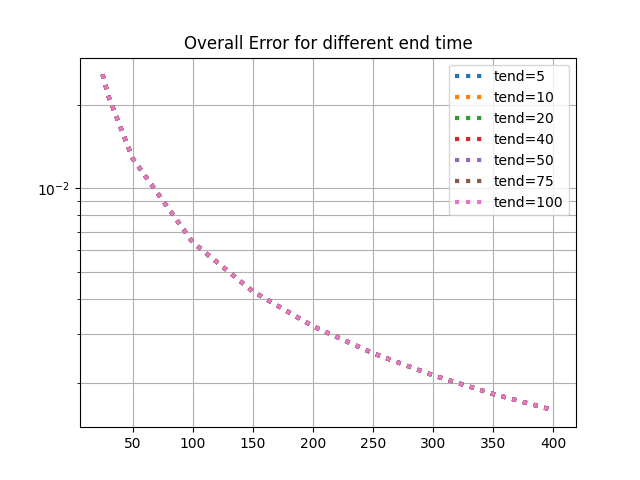 Overall Error for different end time
tend=5
tend=10
tend=20
tend=40
tend=50
tend=75
tend=100
10⁻²
50 100 150 200 250 300 350 400